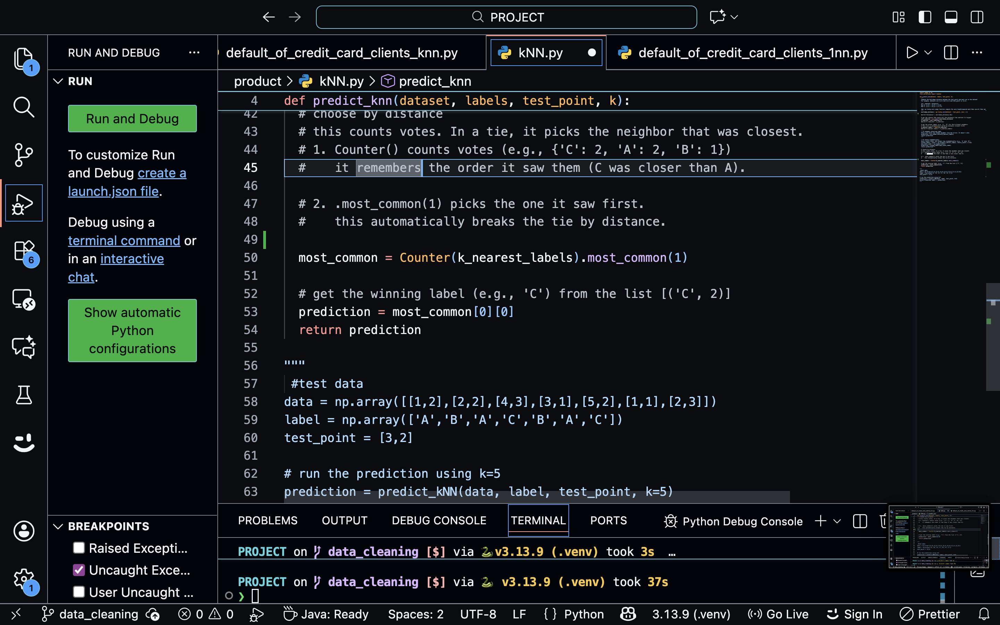 PROJECT
RUN AND DEBUG ···
default_of_credit_card_clients_knn.py
kNN.py
default_of_credit_card_clients_1nn.py
1
RUN
Run and Debug
To customize Run
and Debug create a
launch.json file.
Debug using a
terminal command or
in an interactive
chat.
Show automatic
Python
configurations
6
product > kNN.py > predict_knn
4 def predict_knn(dataset, labels, test_point, k):
42 # choose by distance
43 # this counts votes. In a tie, it picks the neighbor that was closest.
44 # 1. Counter() counts votes (e.g., {'C': 2, 'A': 2, 'B': 1})
45 #    it remembers the order it saw them (C was closer than A).
46
47 # 2. .most_common(1) picks the one it saw first.
48 #    this automatically breaks the tie by distance.
49
50 most_common = Counter(k_nearest_labels).most_common(1)
51
52 # get the winning label (e.g., 'C') from the list [('C', 2)]
53 prediction = most_common[0][0]
54 return prediction
55
56 """
57 #test data
58 data = np.array([[1,2],[2,2],[4,3],[3,1],[5,2],[1,1],[2,3]])
59 label = np.array(['A','B','A','C','B','A','C'])
60 test_point = [3,2]
61
62 # run the prediction using k=5
63 prediction = predict_kNN(data, label, test_point, k=5)
BREAKPOINTS
Raised Excepti...
Uncaught Exce...
User Uncaught ...
1
PROBLEMS OUTPUT DEBUG CONSOLE TERMINAL PORTS Python Debug Console
PROJECT on data_cleaning [$] via v3.13.9 (.venv) took 3s ...
PROJECT on data_cleaning [$] via v3.13.9 (.venv) took 37s
❯
data_cleaning 0 0 Java: Ready Spaces: 2 UTF-8 LF {} Python 3.13.9 (.venv) Go Live Sign In Prettier